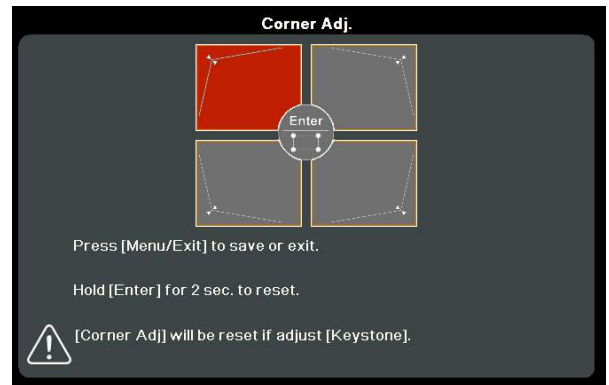 Corner Adj.
Enter
Press [Menu/Exit] to save or exit.
Hold [Enter] for 2 sec. to reset.
[Corner Adj] will be reset if adjust [Keystone].